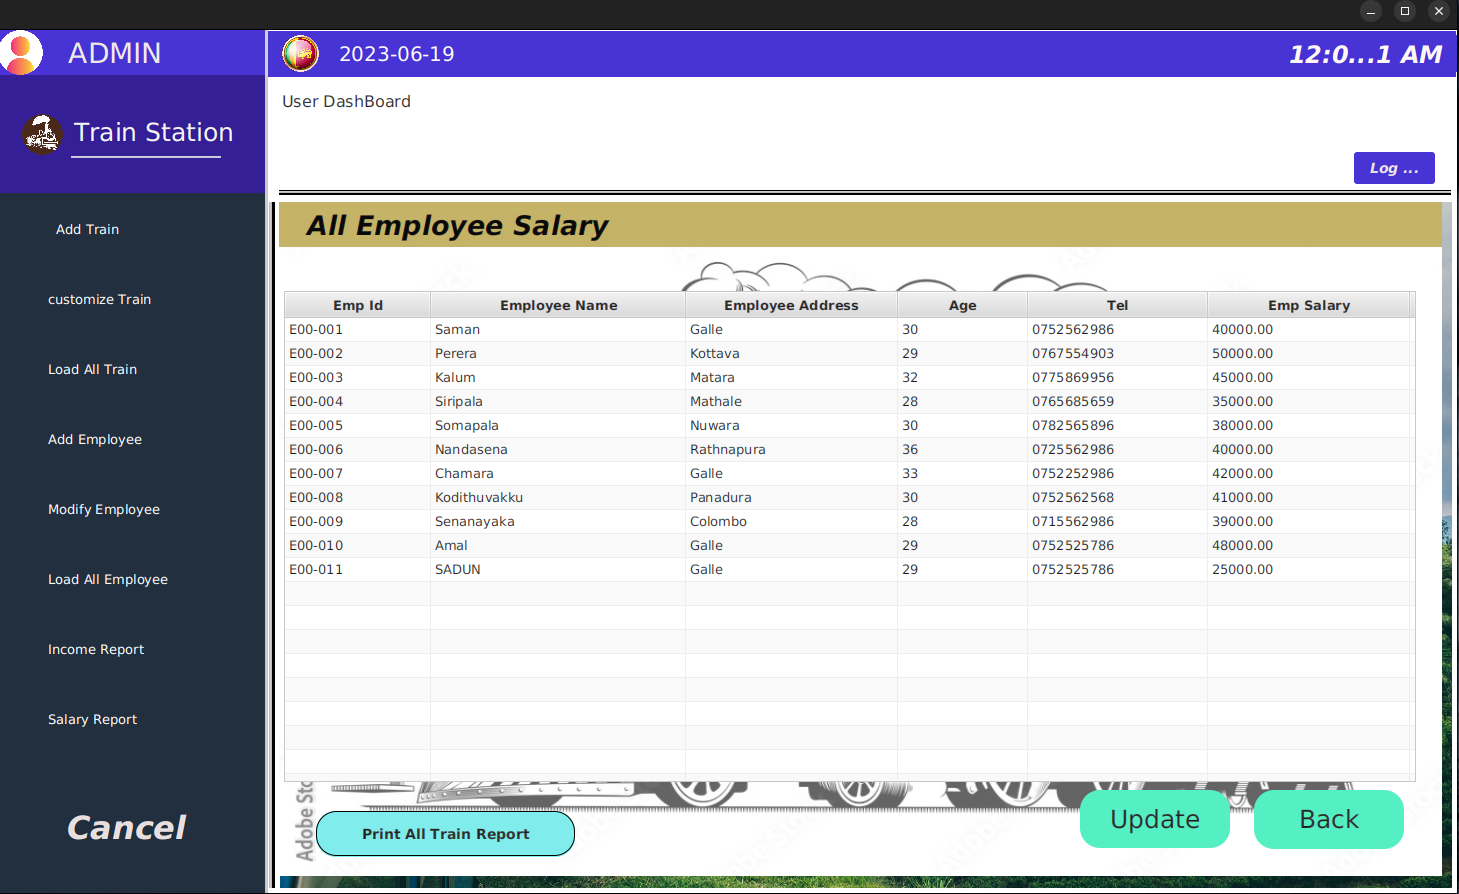 ADMIN
2023-06-19
12:0...1 AM
Train Station
User DashBoard
Log ...
Add Train
customize Train
Load All Train
Add Employee
Modify Employee
Load All Employee
Income Report
Salary Report
Cancel
All Employee Salary
Emp Id Employee Name Employee Address Age Tel Emp Salary
E00-001 Saman Galle 30 0752562986 40000.00
E00-002 Perera Kottava 29 0767554903 50000.00
E00-003 Kalum Matara 32 0775869956 45000.00
E00-004 Siripala Mathale 28 0765685659 35000.00
E00-005 Somapala Nuwara 30 0782565896 38000.00
E00-006 Nandasena Rathnapura 36 0725562986 40000.00
E00-007 Chamara Galle 33 0752252986 42000.00
E00-008 Kodithuvakku Panadura 30 0752562568 41000.00
E00-009 Senanayaka Colombo 28 0715562986 39000.00
E00-010 Amal Galle 29 0752525786 48000.00
E00-011 SADUN Galle 29 0752525786 25000.00
Adobe Sto
Print All Train Report
Update
Back